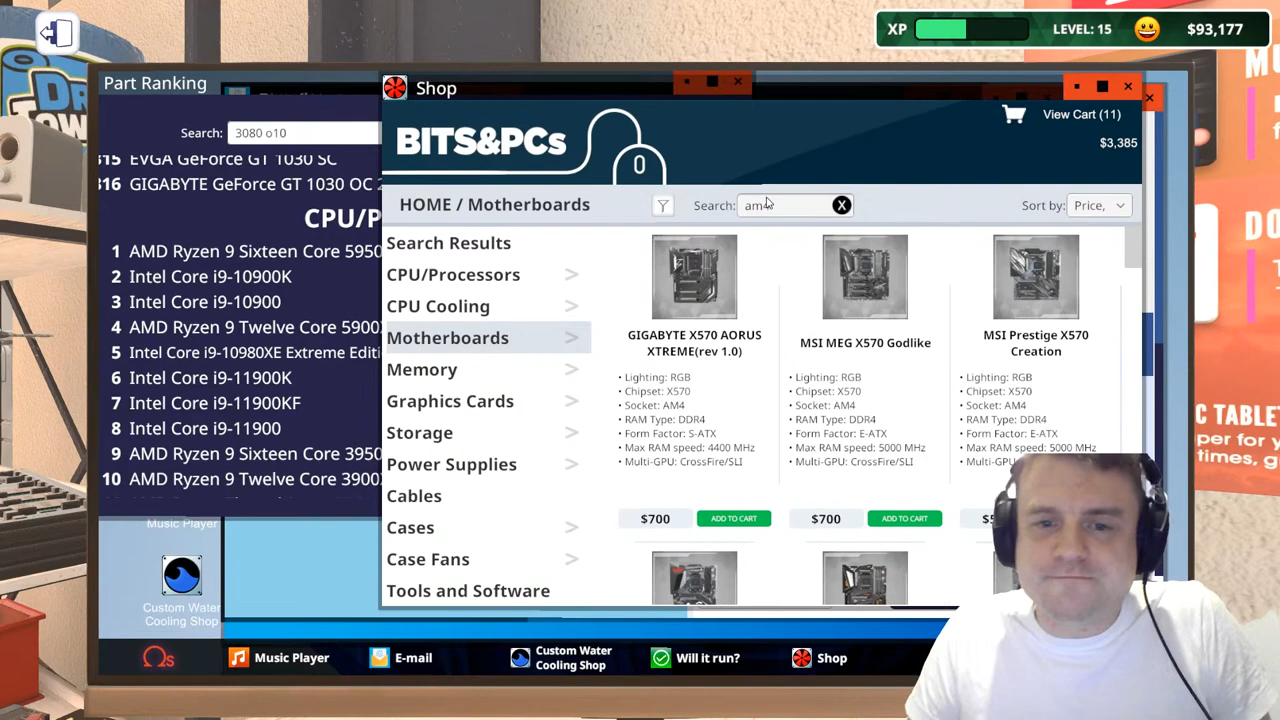 XP
LEVEL: 15
$93,177
Part Ranking
Search:
3080 o10
EVGA GeForce GT 1030 SC
GIGABYTE GeForce GT 1030 OC
1 AMD Ryzen 9 Sixteen Core 5950
2 Intel Core i9-10900K
3 Intel Core i9-10900
4 AMD Ryzen 9 Twelve Core 5900
5 Intel Core i9-10980XE Extreme Editi
6 Intel Core i9-11900K
7 Intel Core i9-11900KF
8 Intel Core i9-11900
9 AMD Ryzen 9 Sixteen Core 3950
10 AMD Ryzen 9 Twelve Core 3900
Music Player
Custom Water
Cooling Shop
Shop
BITS&PCs
View Cart (11)
$3,385
HOME / Motherboards
Search:
X
Sort by: Price,
Search Results
CPU/Processors >
CPU Cooling >
Motherboards >
Memory >
Graphics Cards >
Storage >
Power Supplies >
Cables
Cases >
Case Fans >
Tools and Software
GIGABYTE X570 AORUS
XTREME(rev 1.0)
• Lighting: RGB
• Chipset: X570
• Socket: AM4
• RAM Type: DDR4
• Form Factor: S-ATX
• Max RAM speed: 4400 MHz
• Multi-GPU: CrossFire/SLI
$700
ADD TO CART
MSI MEG X570 Godlike
• Lighting: RGB
• Chipset: X570
• Socket: AM4
• RAM Type: DDR4
• Form Factor: E-ATX
• Max RAM speed: 5000 MHz
• Multi-GPU: CrossFire/SLI
$700
ADD TO CART
MSI Prestige X570
Creation
• Lighting: RGB
• Chipset: X570
• Socket: AM4
• RAM Type: DDR4
• Form Factor: E-ATX
• Max RAM speed: 5000 MHz
• Multi-GPU
Music Player
E-mail
Custom Water
Cooling Shop
Will it run?
Shop
C TABLET
per for y
times, g